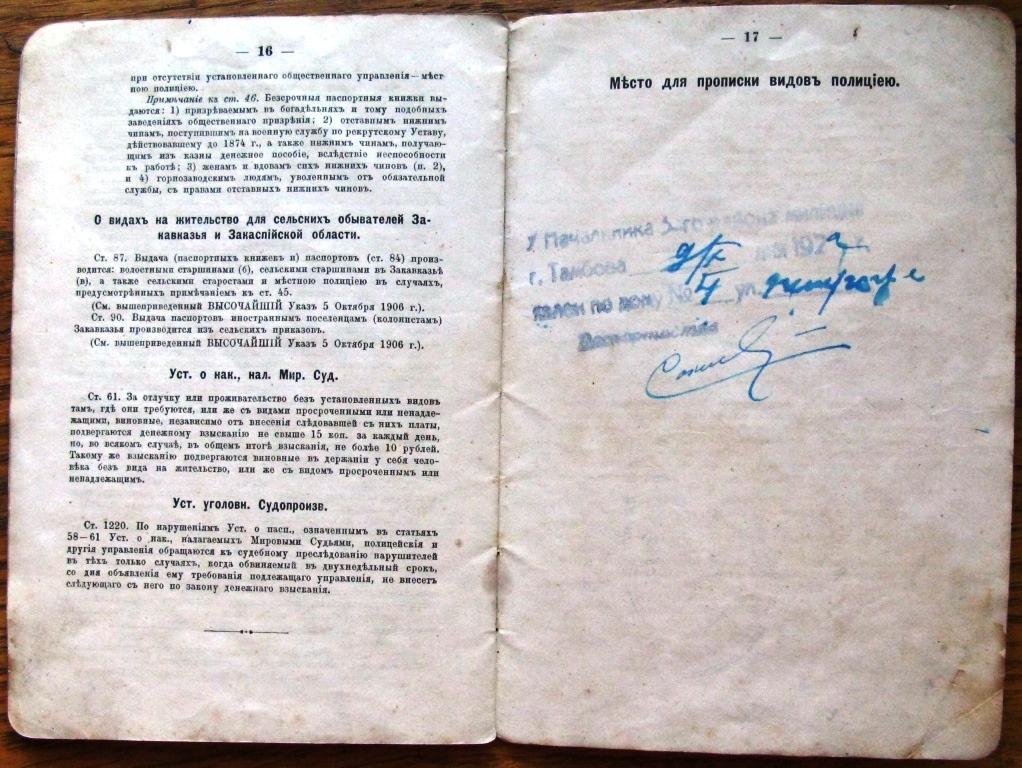 — 16 —
при отсутствіи установленнаго общественнаго управленія—мѣст
ною полиціею.
Примѣчаніе къ ст. 46. Безсрочныя паспортныя книжки вы-
даются: 1) призрѣваемымъ въ богадѣльняхъ и тому подобныхъ
заведеніяхъ общественнаго призрѣнія; 2) отставнымъ нижнимъ
чинамъ, поступившимъ на военную службу по рекрутскому Уставу,
дѣйствовавшему до 1874 г., а также нижнимъ чинамъ, получаю-
щимъ изъ казны денежное пособіе, вслѣдствіе неспособности
къ работѣ; 3) женамъ и вдовамъ сихъ нижнихъ чиновъ (п. 2),
и 4) горнозаводскимъ людямъ, уволеннымъ отъ обязательной
службы, съ правами отставныхъ нижнихъ чиновъ.
О видахъ на жительство для сельскихъ обывателей За-
кавказья и Закаспійской области.
Ст. 87. Выдача (паспортныхъ книжекъ и) паспортовъ (ст. 84) произ-
водится: волостными старшинами (б), сельскими старшинами въ Закавказьѣ
(в), а также сельскими старостами и мѣстною полиціею въ случаяхъ,
предусмотрѣнныхъ примѣчаніемъ къ ст. 45.
(См. вышеприведенный ВЫСОЧАЙШІЙ Указъ 5 Октября 1906 г.).
Ст. 90. Выдача паспортовъ иностраннымъ поселенцамъ (колонистамъ)
Закавказья производится изъ сельскихъ приказовъ.
(См. вышеприведенный ВЫСОЧАЙШІЙ Указъ 5 Октября 1906 г.).
Уст. о нак., нал. Мир. Суд.
Ст. 61. За отлучку или проживательство безъ установленныхъ видовъ
тамъ, гдѣ они требуются, или же съ видами просроченными или ненадле-
жащими, виновные, независимо отъ внесенія слѣдовавшей съ нихъ платы,
подвергаются денежному взысканію не свыше 15 коп. за каждый день,
но, во всякомъ случаѣ, въ общемъ итогѣ взысканія, не болѣе 10 рублей.
Такому же взысканію подвергаются виновные въ держаніи у себя чело-
вѣка безъ вида на жительство, или же съ видомъ просроченнымъ или
ненадлежащимъ.
Уст. уголовн. Судопроизв.
Ст. 1220. По нарушеніямъ Уст. о пасп., означеннымъ въ статьяхъ
58—61 Уст. о нак., налагаемыхъ Мировыми Судьями, полицейскія и
другія управленія обращаются къ судебному преслѣдованію нарушителей
въ тѣхъ только случаяхъ, когда обвиняемый въ двухнедѣльный срокъ,
со дня объявленія ему требованія подлежащаго управленія, не внесетъ
слѣдующаго съ него по закону денежнаго взысканія.
— 17 —
Мѣсто для прописки видовъ полиціею.
У Начальника 3-го района милиции
г. Тамбова 192
явлен по дому № 4 ул.